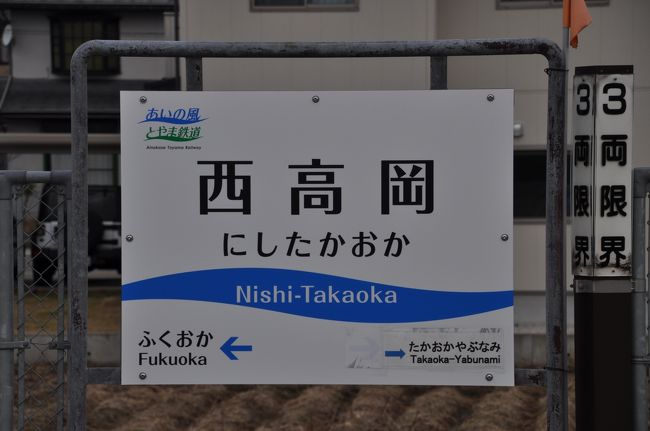 あいの風
とやま鉄道
Ainokaze Toyama Railway
西高岡
にしたかおか
Nishi-Takaoka
ふくおか
Fukuoka
←
→
たかおかやぶなみ
Takaoka-Yabunami
3両限界
3両限界